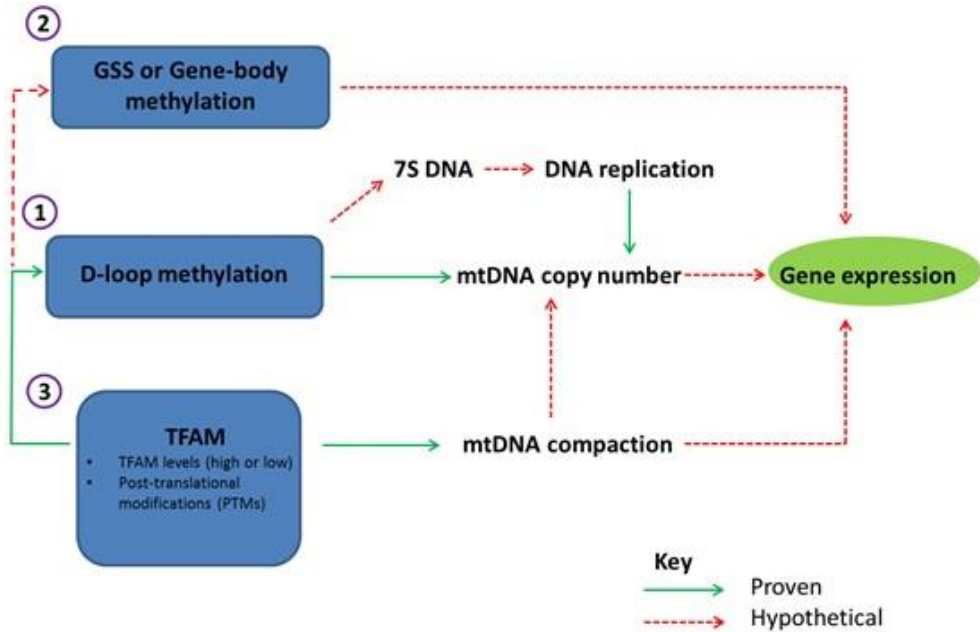 2
GSS or Gene-body
methylation
7S DNA
DNA replication
1
D-loop methylation
mtDNA copy number
Gene expression
3
TFAM
• TFAM levels (high or low)
• Post-translational
modifications (PTMs)
mtDNA compaction
Key
Proven
Hypothetical